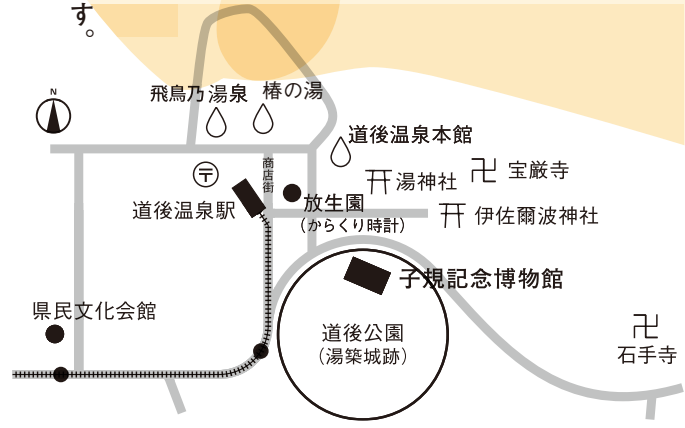 す。
N
飛鳥乃湯泉
椿の湯
道後温泉本館
商店街
〒
湯神社
卍
宝厳寺
道後温泉駅
放生園
（からくり時計）
伊佐爾波神社
子規記念博物館
県民文化会館
道後公園
（湯築城跡）
卍
石手寺